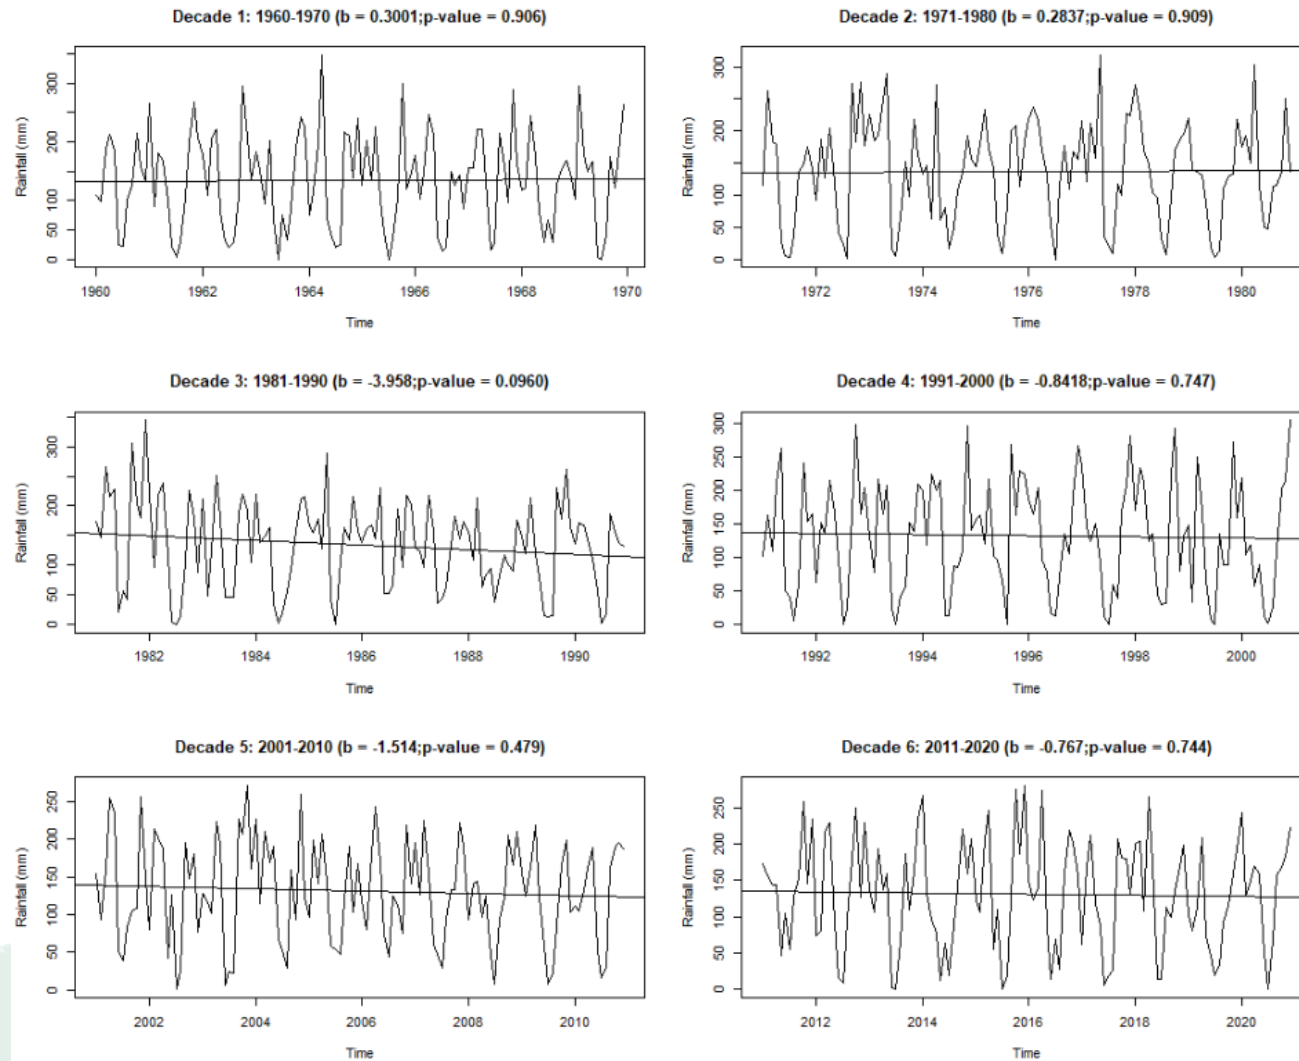 Decade 1: 1960-1970 (b = 0.3001;p-value = 0.906)
Rainfall (mm)
300
200
100
50
0
1960 1962 1964 1966 1968 1970
Time
Decade 2: 1971-1980 (b = 0.2837;p-value = 0.909)
Rainfall (mm)
300
200
100
50
0
1972 1974 1976 1978 1980
Time
Decade 3: 1981-1990 (b = -3.958;p-value = 0.0960)
Rainfall (mm)
300
200
100
50
0
1982 1984 1986 1988 1990
Time
Decade 4: 1991-2000 (b = -0.8418;p-value = 0.747)
Rainfall (mm)
300
250
200
150
100
50
0
1992 1994 1996 1998 2000
Time
Decade 5: 2001-2010 (b = -1.514;p-value = 0.479)
Rainfall (mm)
250
200
150
100
50
0
2002 2004 2006 2008 2010
Time
Decade 6: 2011-2020 (b = -0.767;p-value = 0.744)
Rainfall (mm)
250
200
150
100
50
0
2012 2014 2016 2018 2020
Time